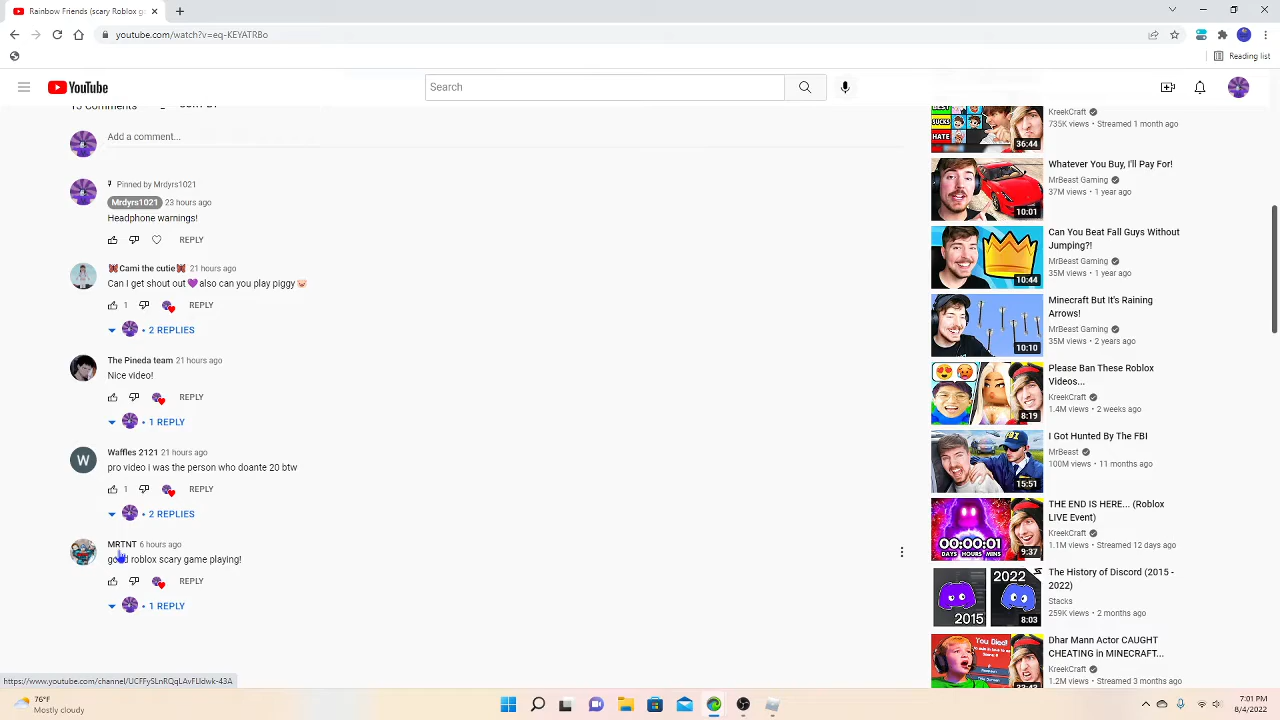 Rainbow Friends (scary Roblox g
youtube.com/watch?v=eq-KEYATRBo
Reading list
YouTube
Search
Add a comment...
Pinned by Mrdyrs1021
Mrdyrs1021 23 hours ago
Headphone warnings!
REPLY
Cami the cutie 21 hours ago
Can I get shout out💜also can you play piggy🐷
1 REPLY
• 2 REPLIES
The Pineda team 21 hours ago
Nice video!
REPLY
• 1 REPLY
W
Waffles 2121 21 hours ago
pro video i was the person who doante 20 btw
1 REPLY
• 2 REPLIES
MRTNT 6 hours ago
good roblox scary game playing!
REPLY
• 1 REPLY
SUCKS
HATE
36:44
KreekCraft
735K views • Streamed 1 month ago
10:01
Whatever You Buy, I'll Pay For!
MrBeast Gaming
37M views • 1 year ago
10:44
Can You Beat Fall Guys Without
Jumping?!
MrBeast Gaming
35M views • 1 year ago
10:10
Minecraft But It's Raining
Arrows!
MrBeast Gaming
35M views • 2 years ago
8:19
Please Ban These Roblox
Videos...
KreekCraft
1.4M views • 2 weeks ago
FBI
15:51
I Got Hunted By The FBI
MrBeast
100M views • 11 months ago
00:00:01
DAYS HOURS MINS
9:37
THE END IS HERE... (Roblox
LIVE Event)
KreekCraft
1.1M views • Streamed 12 days ago
2022
2015
8:03
The History of Discord (2015 -
2022)
Stacks
259K views • 2 months ago
You Died!
Dhar Mann Actor CAUGHT
CHEATING in MINECRAFT...
KreekCraft
1.2M views • Streamed 3 months ago
76°F
Mostly cloudy
7:01 PM
8/4/2022